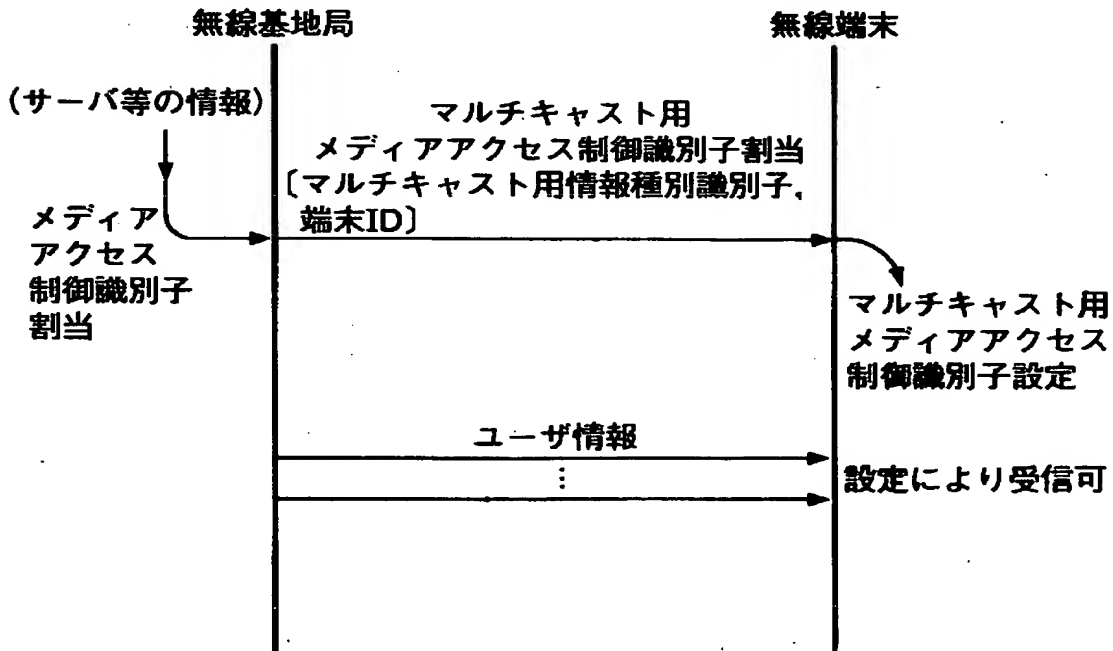 無線基地局
無線端末
(サーバ等の情報)
マルチキャスト用
メディアアクセス制御識別子割当
〔マルチキャスト用情報種別識別子,
端末ID〕
メディア
アクセス
制御識別子
割当
マルチキャスト用
メディアアクセス
制御識別子設定
ユーザ情報
⋮
設定により受信可